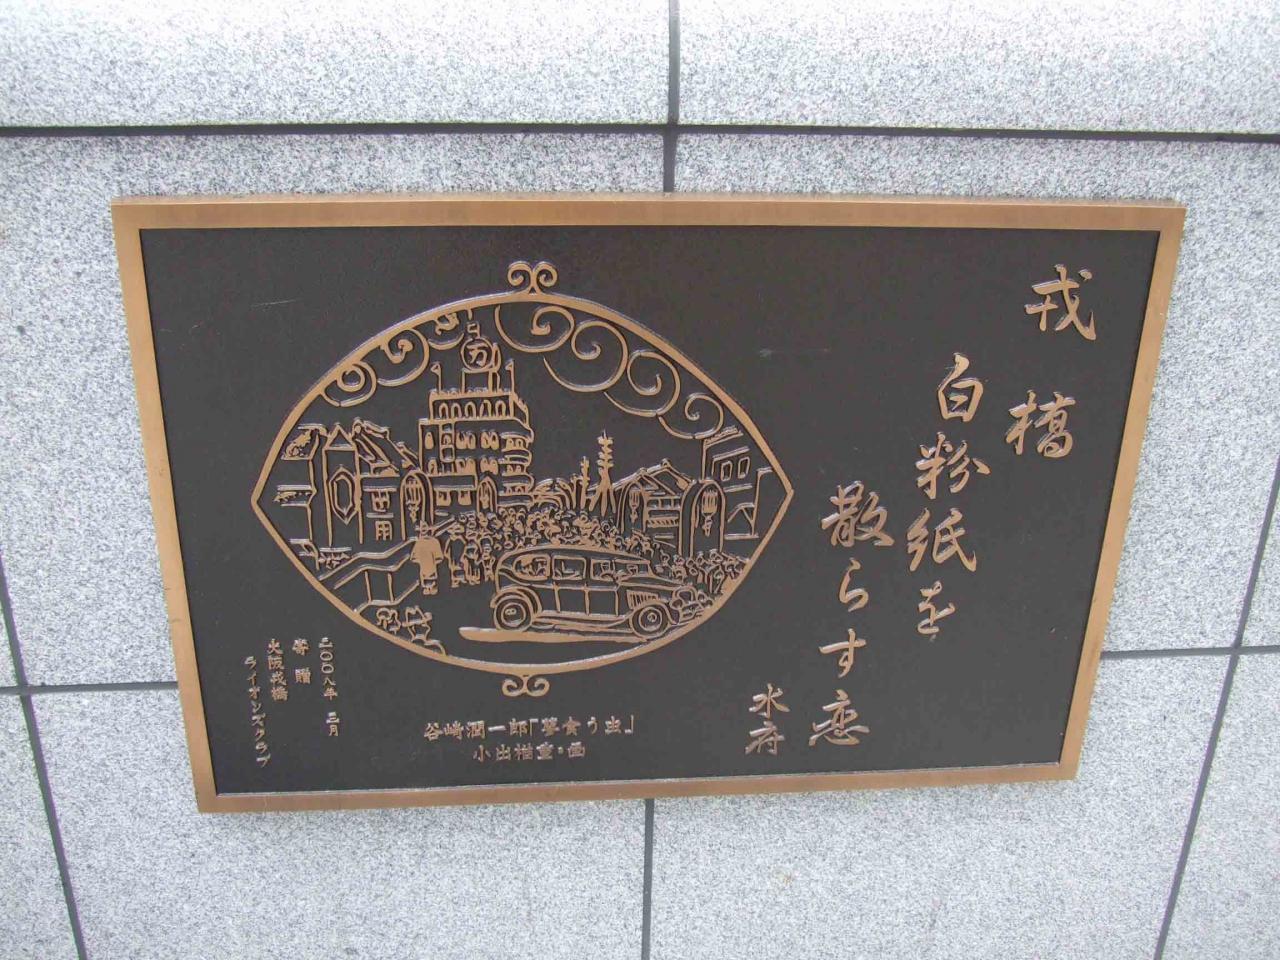 戎橋
白粉紙を
散らす恋
水府
谷崎潤一郎「蓼食う虫」
小出楢重・画
二〇〇八年 三月
寄贈
大阪戎橋
ライオンズクラブ